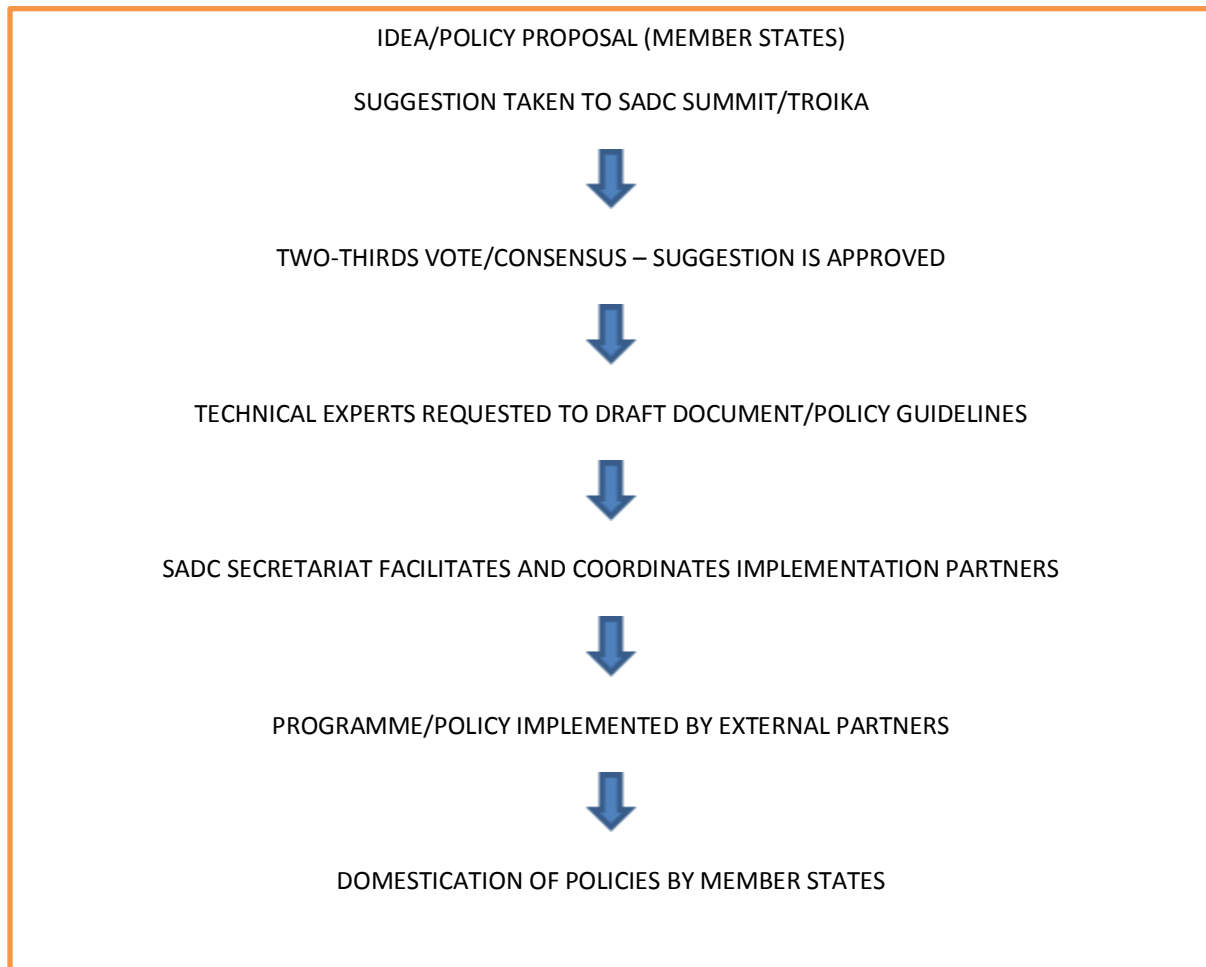 IDEA/POLICY PROPOSAL (MEMBER STATES)
SUGGESTION TAKEN TO SADC SUMMIT/TROIKA
TWO-THIRDS VOTE/CONSENSUS – SUGGESTION IS APPROVED
TECHNICAL EXPERTS REQUESTED TO DRAFT DOCUMENT/POLICY GUIDELINES
SADC SECRETARIAT FACILITATES AND COORDINATES IMPLEMENTATION PARTNERS
PROGRAMME/POLICY IMPLEMENTED BY EXTERNAL PARTNERS
DOMESTICATION OF POLICIES BY MEMBER STATES